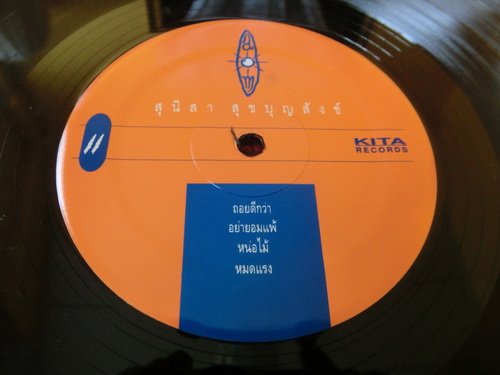 สุนิสา สุขบุญสังข์
KITA
RECORDS
ถอยดีกว่า
อย่ายอมแพ้
หน่อไม้
หมดแรง